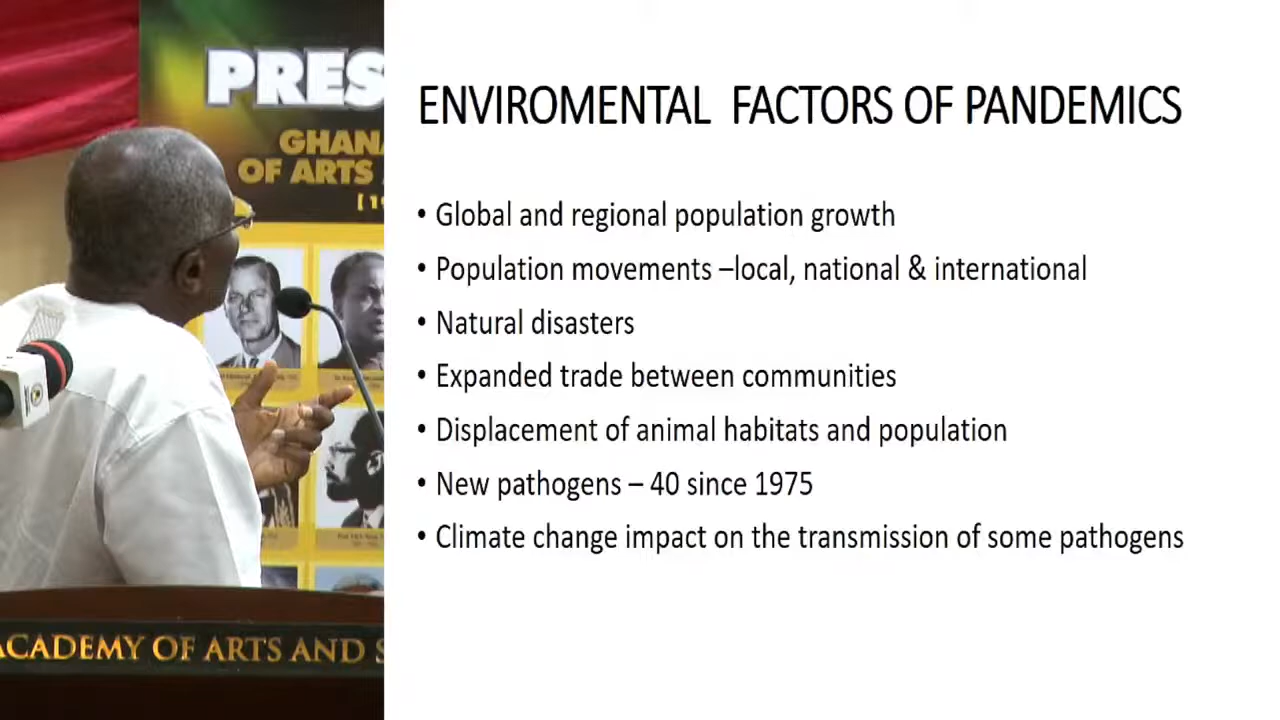 PRES
GHAN
OF ARTS
[19
ENVIROMENTAL FACTORS OF PANDEMICS
• Global and regional population growth
• Population movements –local, national & international
• Natural disasters
• Expanded trade between communities
• Displacement of animal habitats and population
• New pathogens – 40 since 1975
• Climate change impact on the transmission of some pathogens
ACADEMY OF ARTS AND S